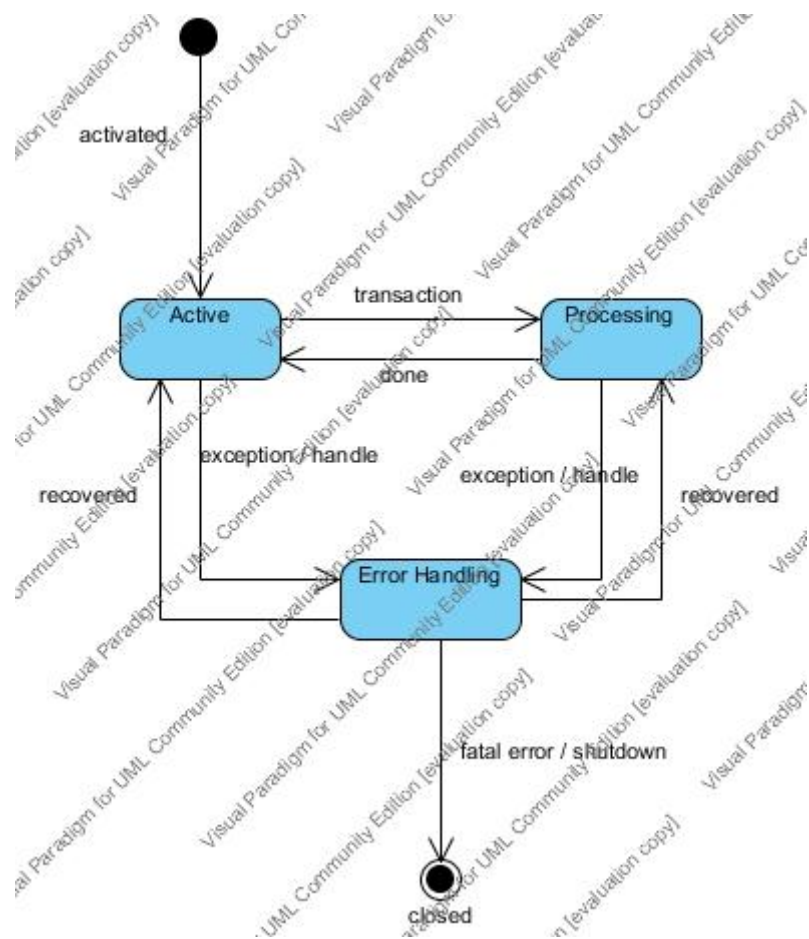 activated
transaction
Active
Processing
done
exception / handle
exception / handle
recovered
recovered
Error Handling
fatal error / shutdown
closed
Visual Paradigm for UML Community Edition [evaluation copy]